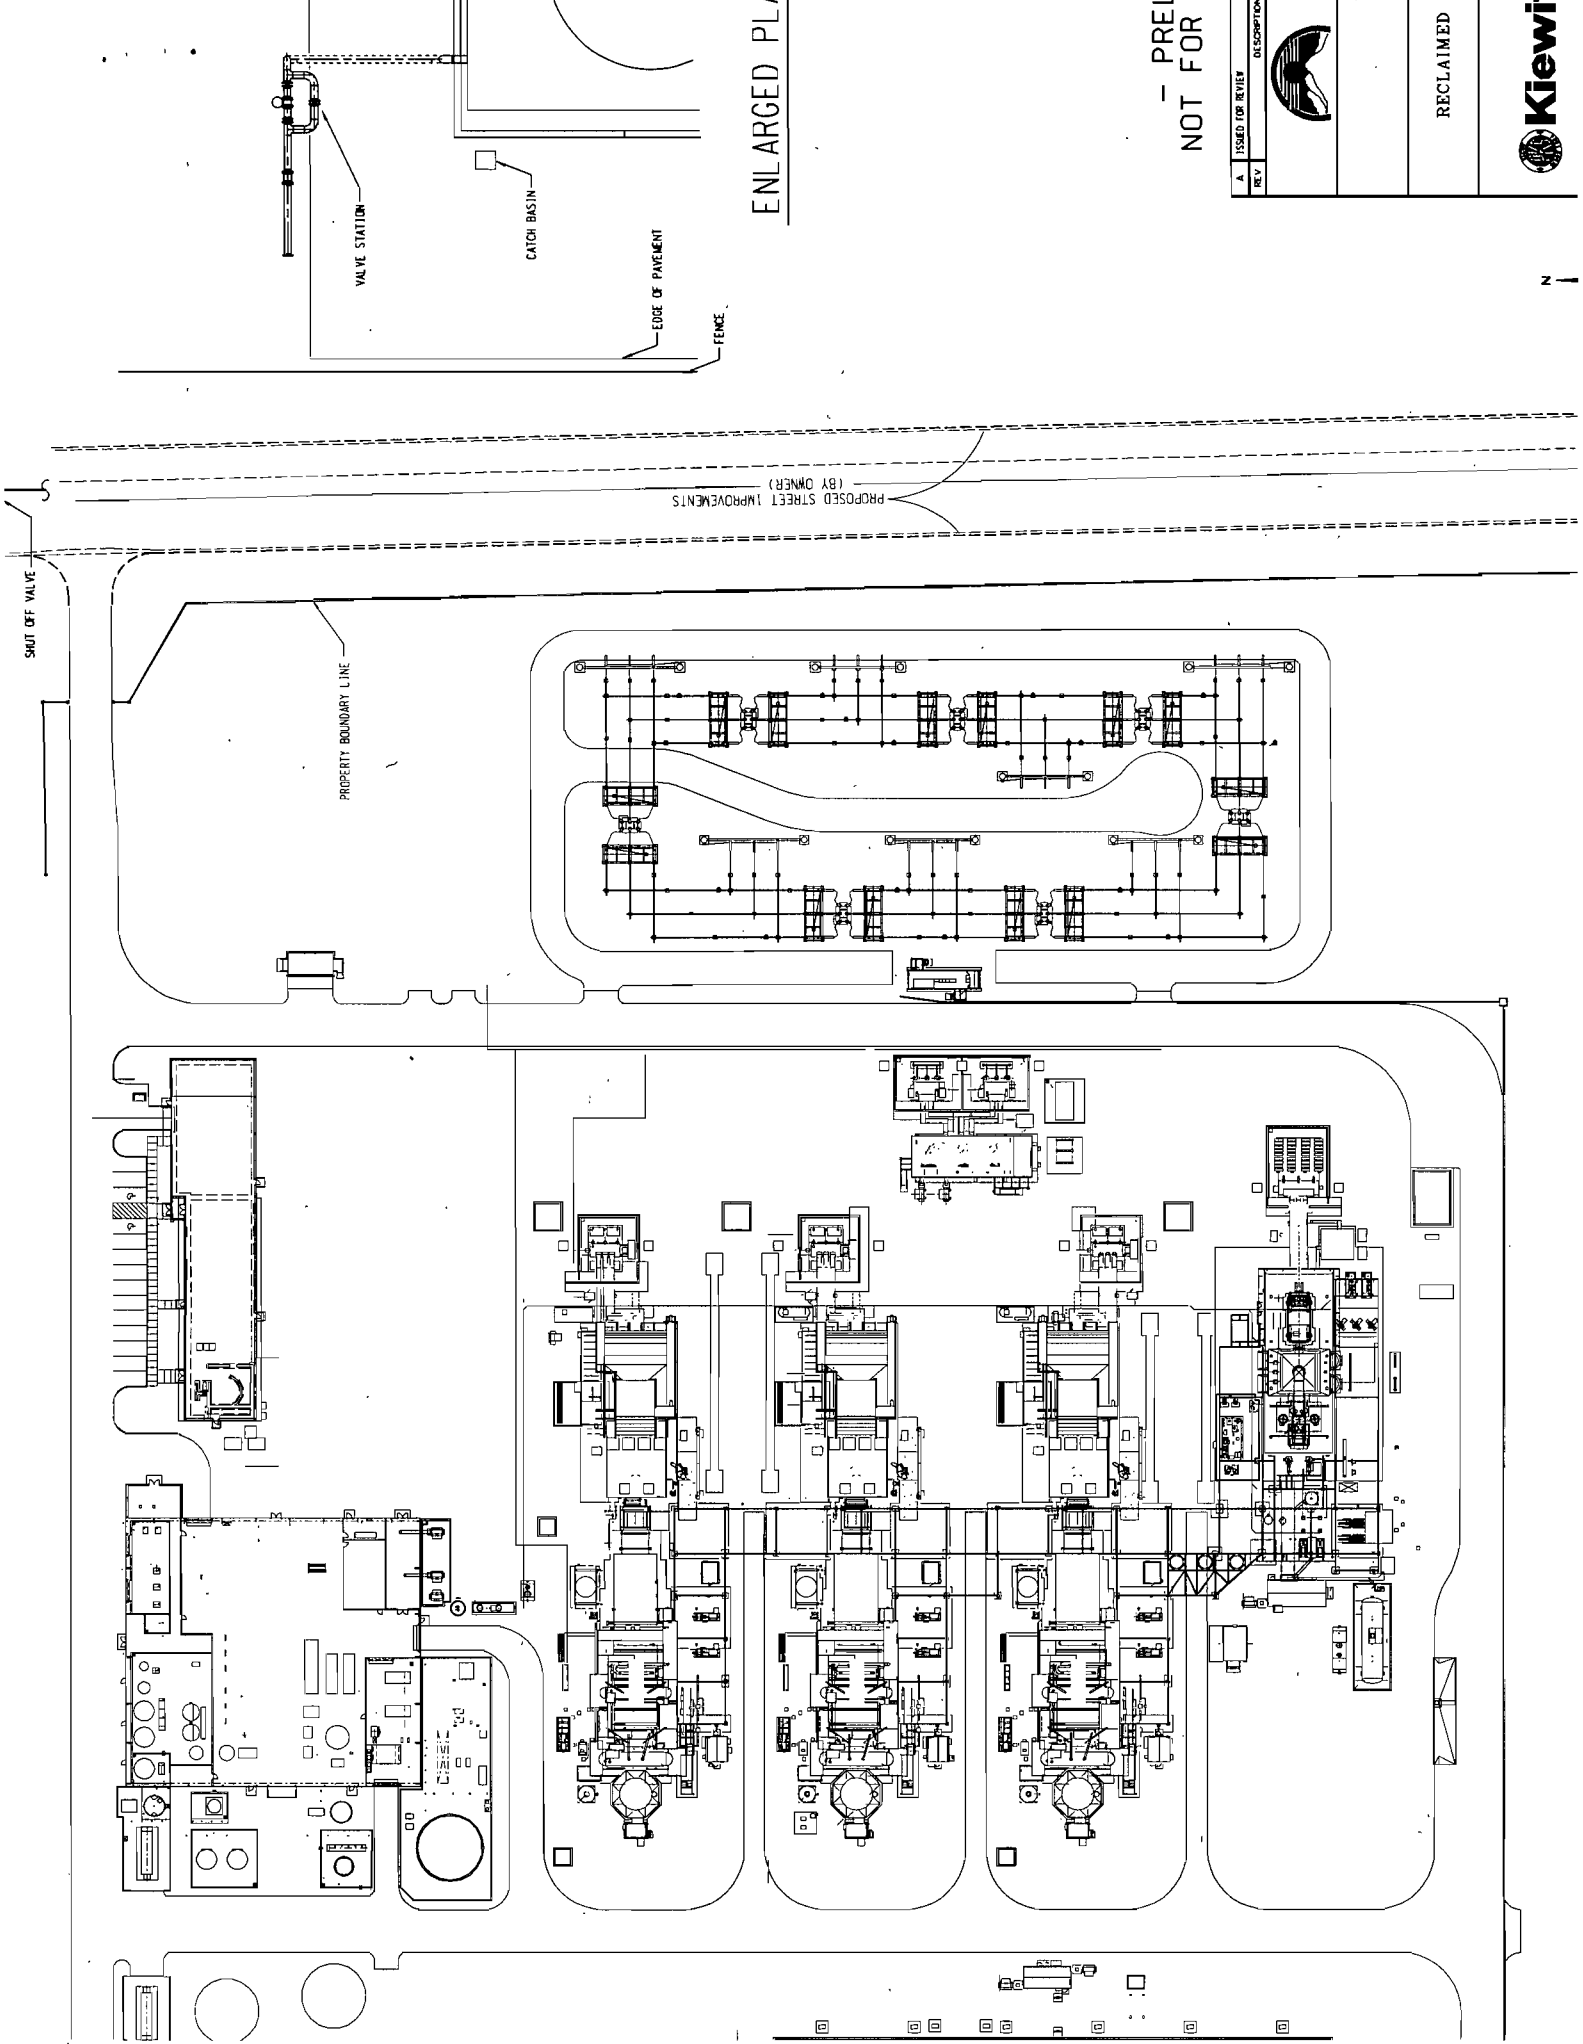 SHUT OFF VALVE
VALVE STATION
CATCH BASIN
EDGE OF PAVEMENT
FENCE
ENLARGED PLA
PROPERTY BOUNDARY LINE
PROPOSED STREET IMPROVEMENTS
(BY OWNER)
- PREL
NOT FOR
A ISSUED FOR REVIEW
REV DESCRIPTION
RECLAIMED
Kiewi
N